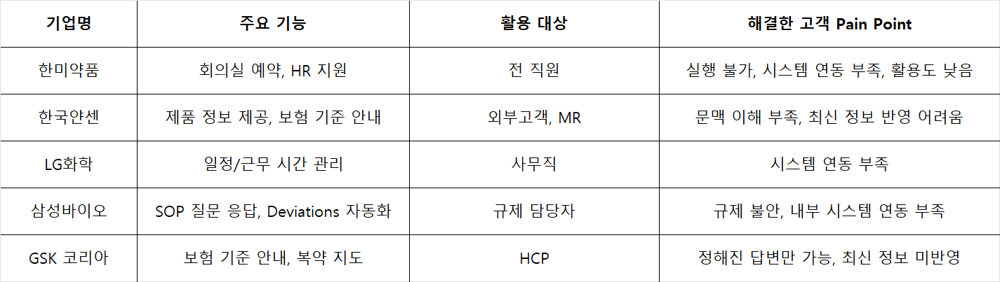 기업명 주요 기능 활용 대상 해결한 고객 Pain Point
한미약품 회의실 예약, HR 지원 전 직원 실행 불가, 시스템 연동 부족, 활용도 낮음
한국얀센 제품 정보 제공, 보험 기준 안내 외부고객, MR 문맥 이해 부족, 최신 정보 반영 어려움
LG화학 일정/근무 시간 관리 사무직 시스템 연동 부족
삼성바이오 SOP 질문 응답, Deviations 자동화 규제 담당자 규제 불안, 내부 시스템 연동 부족
GSK 코리아 보험 기준 안내, 복약 지도 HCP 정해진 답변만 가능, 최신 정보 미반영